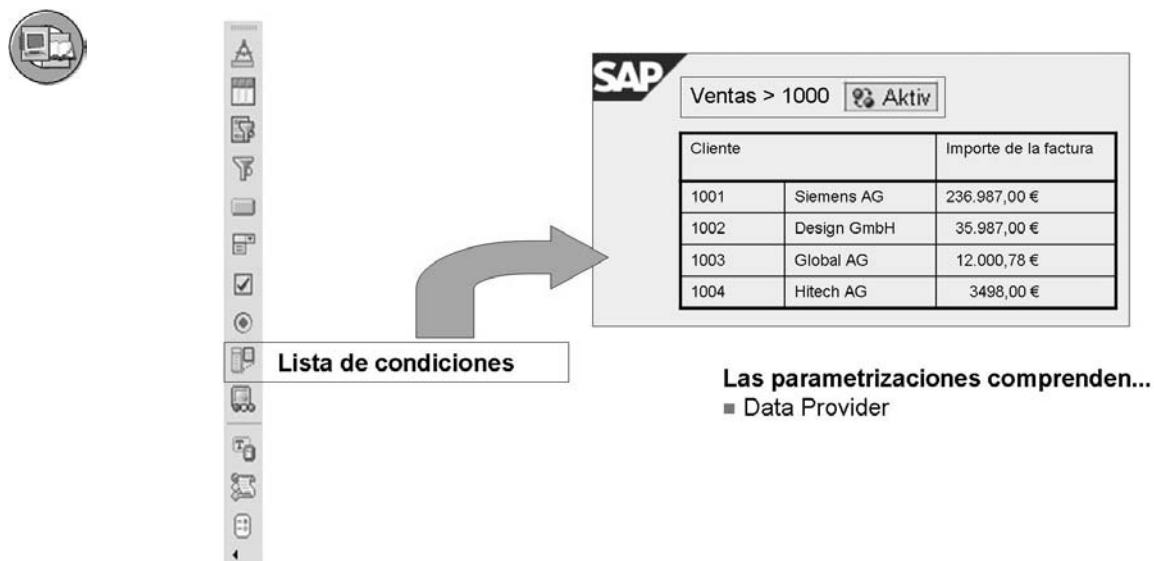 SAP
Ventas > 1000 Aktiv
Cliente Importe de la factura
1001 Siemens AG 236.987,00 €
1002 Design GmbH 35.987,00 €
1003 Global AG 12.000,78 €
1004 Hitech AG 3498,00 €
Lista de condiciones
Las parametrizaciones comprenden...
Data Provider